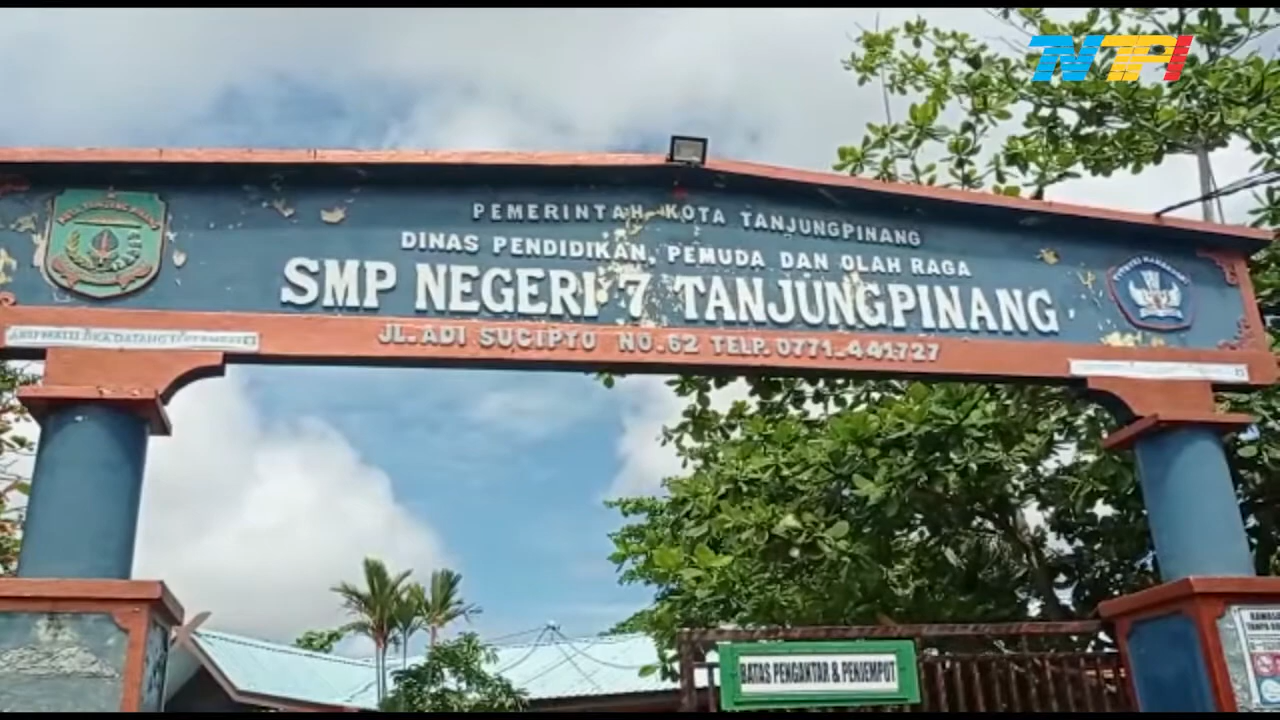 NTPI
PEMERINTAH KOTA TANJUNGPINANG
DINAS PENDIDIKAN, PEMUDA DAN OLAH RAGA
SMP NEGERI 7 TANJUNGPINANG
JL. ADI SUCIPTO NO.62 TELP. 0771-441727
BATAS PENGANTAR & PENJEMPUT